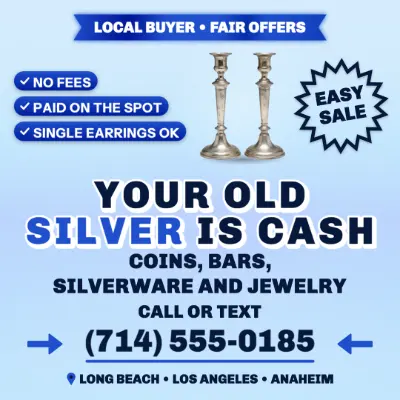 LOCAL BUYER • FAIR OFFERS
NO FEES
PAID ON THE SPOT
SINGLE EARRINGS OK
EASY
SALE
YOUR OLD
SILVER IS CASH
COINS, BARS,
SILVERWARE AND JEWELRY
CALL OR TEXT
(714) 555-0185
LONG BEACH • LOS ANGELES • ANAHEIM